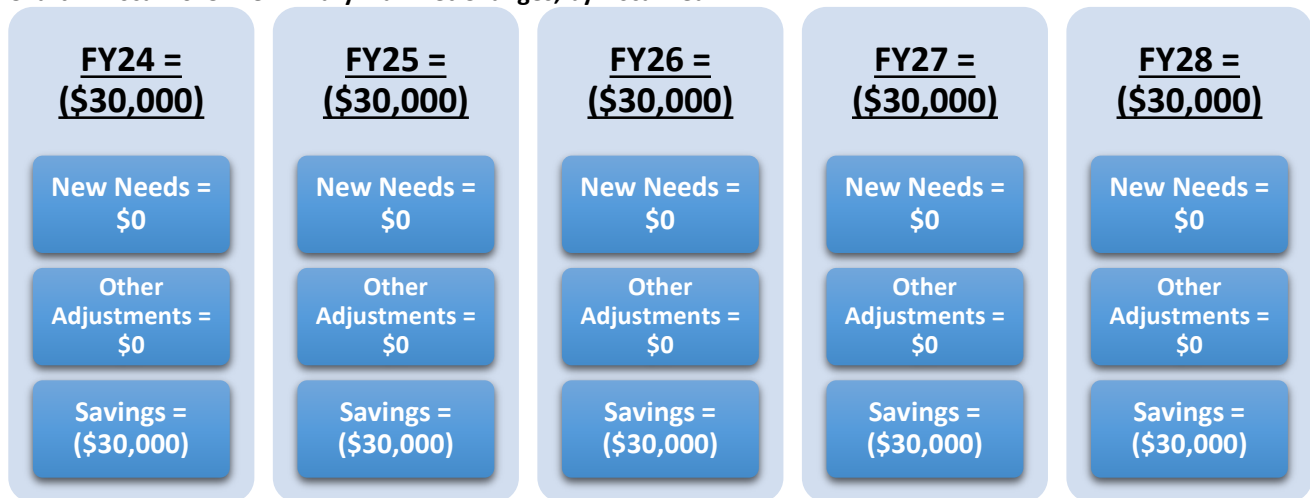 FY24 =
($30,000)
New Needs =
$0
Other
Adjustments =
$0
Savings =
($30,000)
FY25 =
($30,000)
New Needs =
$0
Other
Adjustments =
$0
Savings =
($30,000)
FY26 =
($30,000)
New Needs =
$0
Other
Adjustments =
$0
Savings =
($30,000)
FY27 =
($30,000)
New Needs =
$0
Other
Adjustments =
$0
Savings =
($30,000)
FY28 =
($30,000)
New Needs =
$0
Other
Adjustments =
$0
Savings =
($30,000)